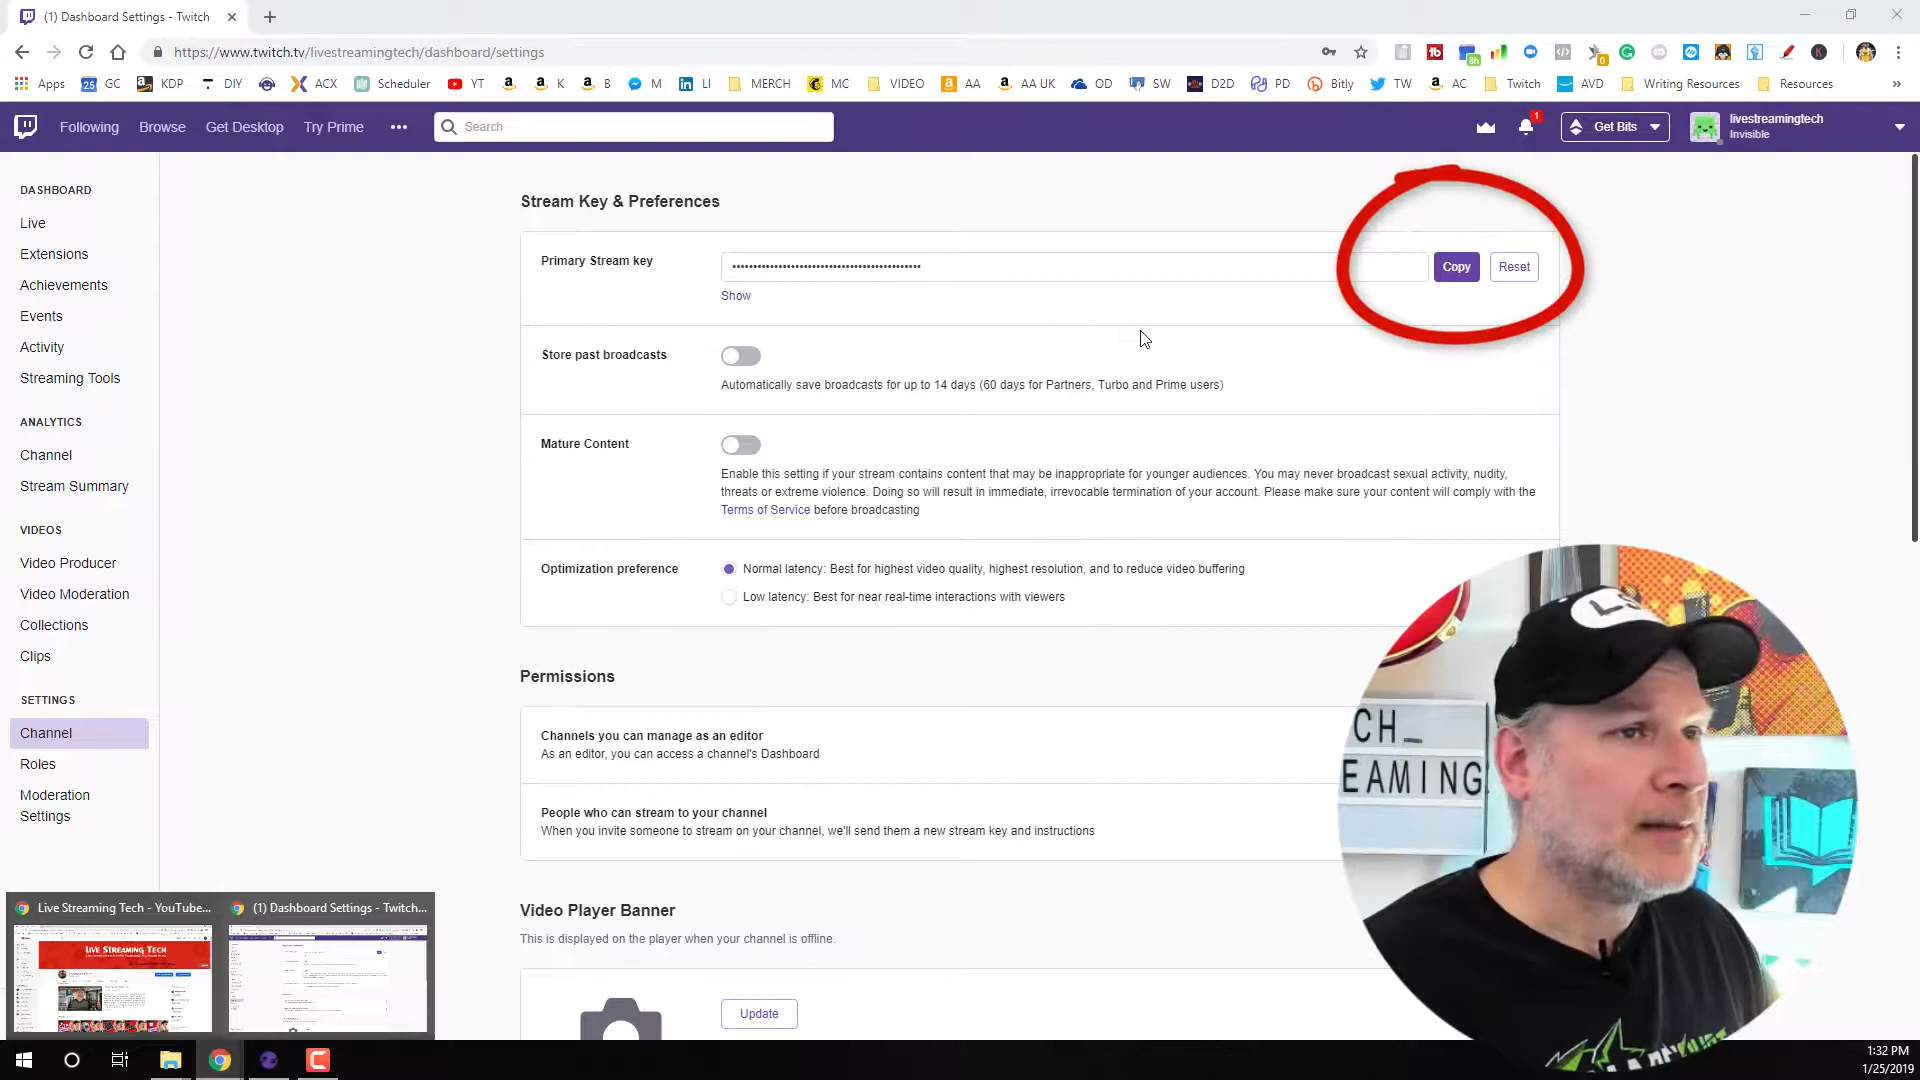 (1) Dashboard Settings - Twitch
https://www.twitch.tv/livestreamingtech/dashboard/settings
8h
0
Apps
25 GC
KDP
DIY
ACX
Scheduler
YT
K
B
M
LI
MERCH
MC
VIDEO
AA
AA UK
OD
SW
D2D
PD
Bitly
TW
AC
Twitch
AVD
Writing Resources
Resources
Following
Browse
Get Desktop
Try Prime
Search
1
Get Bits
livestreamingtech
Invisible
DASHBOARD
Live
Extensions
Achievements
Events
Activity
Streaming Tools
ANALYTICS
Channel
Stream Summary
VIDEOS
Video Producer
Video Moderation
Collections
Clips
SETTINGS
Channel
Roles
Moderation
Settings
Stream Key & Preferences
Primary Stream key
Copy
Reset
Show
Store past broadcasts
Automatically save broadcasts for up to 14 days (60 days for Partners, Turbo and Prime users)
Mature Content
Enable this setting if your stream contains content that may be inappropriate for younger audiences. You may never broadcast sexual activity, nudity,
threats or extreme violence. Doing so will result in immediate, irrevocable termination of your account. Please make sure your content will comply with the
Terms of Service before broadcasting
Optimization preference
Normal latency: Best for highest video quality, highest resolution, and to reduce video buffering
Low latency: Best for near real-time interactions with viewers
Permissions
Channels you can manage as an editor
As an editor, you can access a channel's Dashboard
People who can stream to your channel
When you invite someone to stream on your channel, we'll send them a new stream key and instructions
Video Player Banner
This is displayed on the player when your channel is offline.
Update
CH_
EAMING
Live Streaming Tech - YouTube...
(1) Dashboard Settings - Twitch...
LIVE STREAMING TECH
1:32 PM
1/25/2019